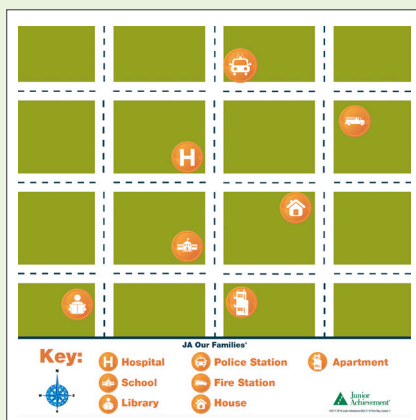 H
JA Our Families®
Key:
H Hospital
Police Station
Apartment
School
Fire Station
Library
House
Junior
Achievement®